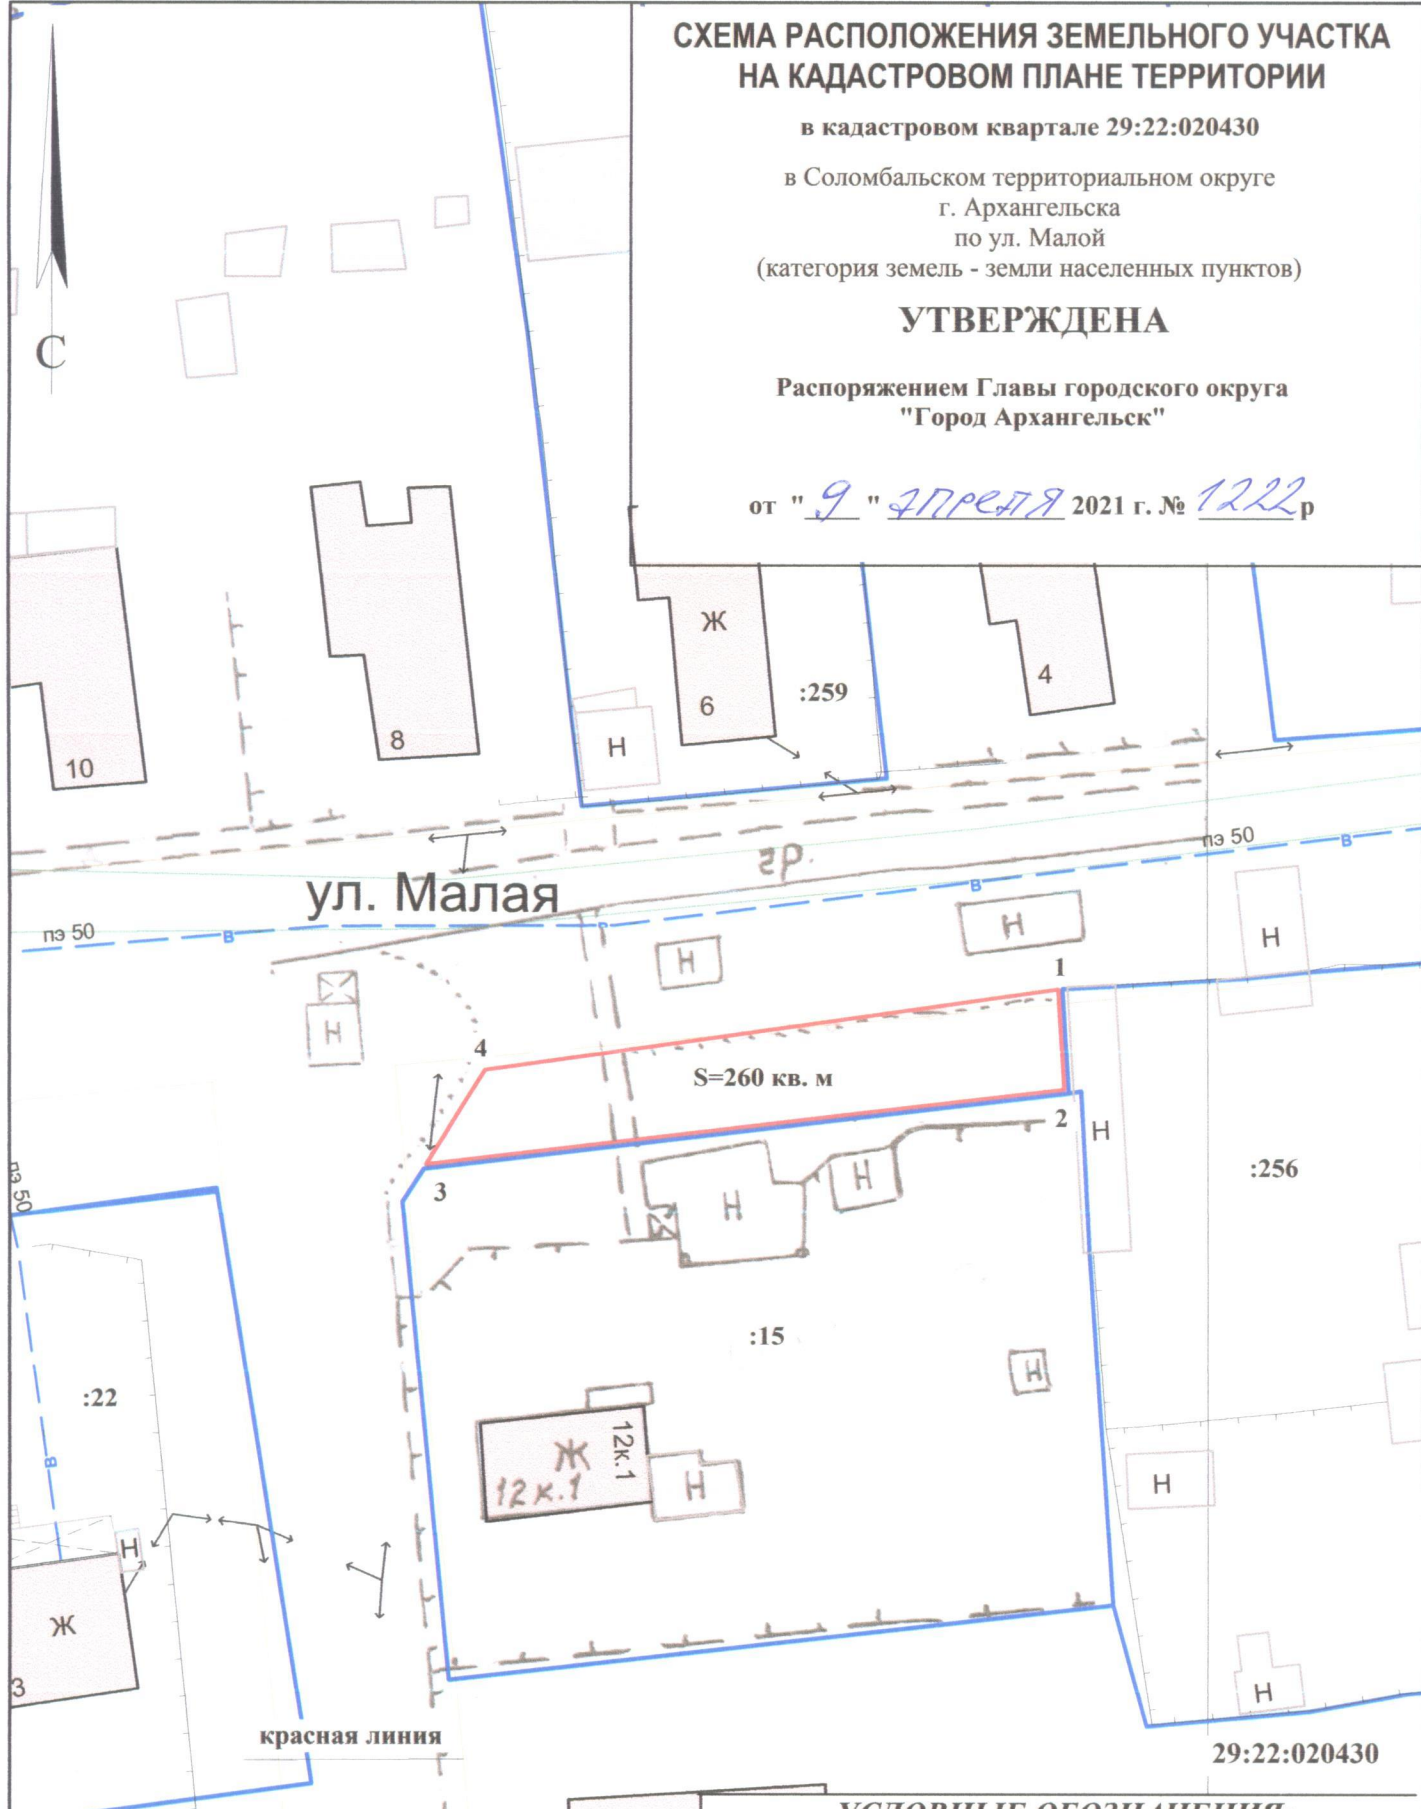 СХЕМА РАСПОЛОЖЕНИЯ ЗЕМЕЛЬНОГО УЧАСТКА
НА КАДАСТРОВОМ ПЛАНЕ ТЕРРИТОРИИ
в кадастровом квартале 29:22:020430
в Соломбальском территориальном округе
г. Архангельска
по ул. Малой
(категория земель - земли населенных пунктов)
УТВЕРЖДЕНА
Распоряжением Главы городского округа
"Город Архангельск"
от "9" апреля 2021 г. № 1222р
С
Ж
6
:259
4
Н
8
10
гр.
пэ 50
В
ул. Малая
В
В
В
пэ 50
Н
Н
Н
Н
1
4
S=260 кв. м
2
Н
3
:256
пэ 50
Н
Н
:15
:22
Н
Ж
12к.1
12к.1
Н
Н
В
Н
Ж
3
Н
красная линия
29:22:020430
УСЛОВНЫЕ ОБОЗНАЧЕНИЯ